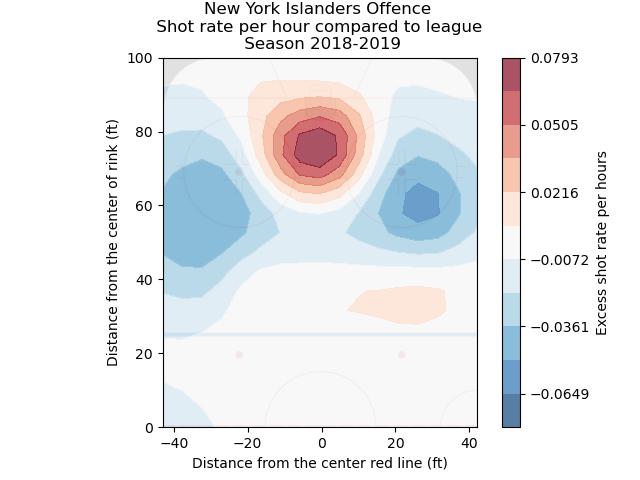 New York Islanders Offence
Shot rate per hour compared to league
Season 2018-2019
100
80
60
40
20
0
Distance from the center of rink (ft)
−40
−20
0
20
40
Distance from the center red line (ft)
0.0793
0.0505
0.0216
−0.0072
−0.0361
−0.0649
Excess shot rate per hours